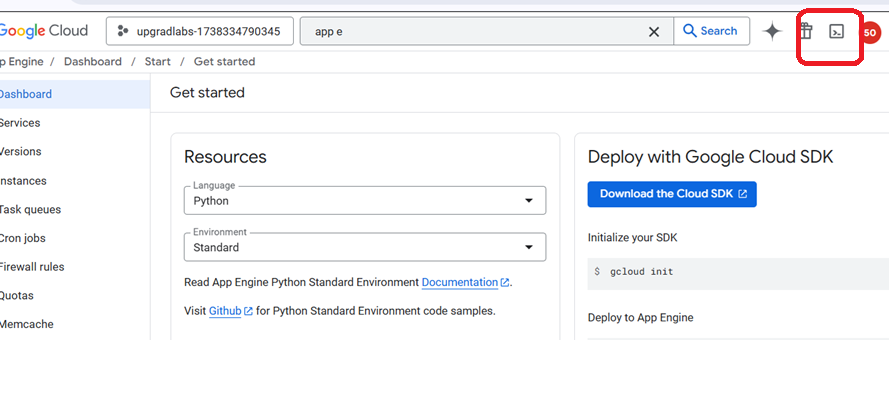 Google Cloud
upgradlabs-1738334790345
app e
Search
50
p Engine / Dashboard / Start / Get started
Dashboard
Services
Versions
Instances
Task queues
Cron jobs
Firewall rules
Quotas
Memcache
Get started
Resources
Language
Python
Environment
Standard
Read App Engine Python Standard Environment Documentation.
Visit Github for Python Standard Environment code samples.
Deploy with Google Cloud SDK
Download the Cloud SDK
Initialize your SDK
$ gcloud init
Deploy to App Engine